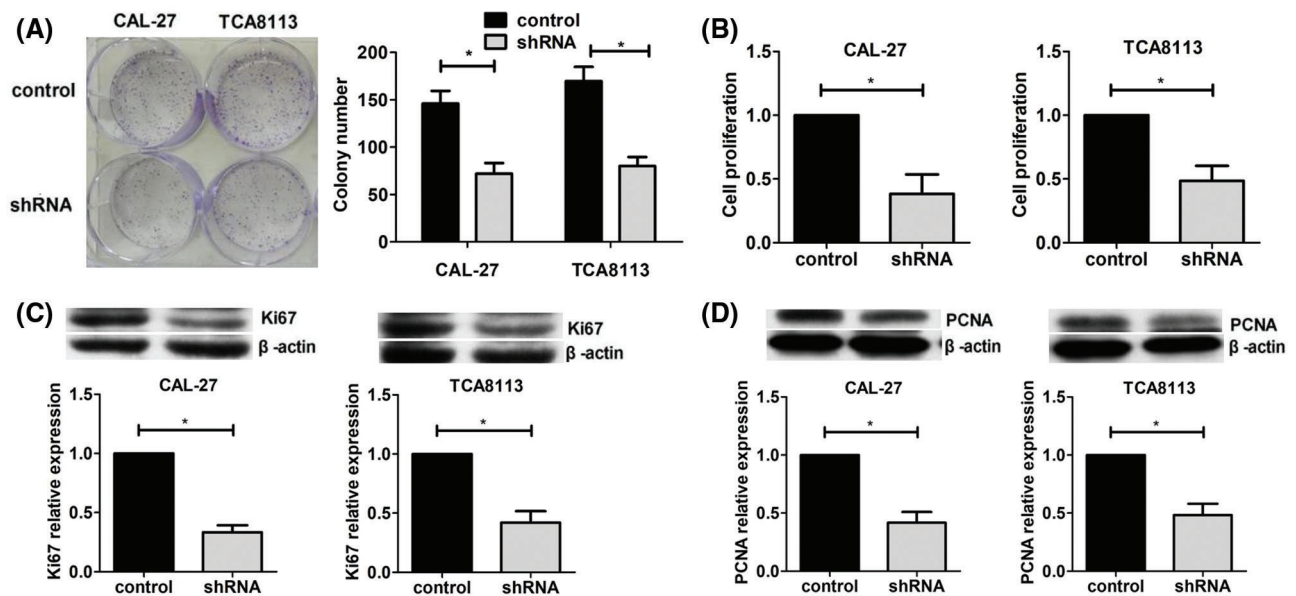 (A)
CAL-27 TCA8113
control
shRNA
control
shRNA
Colony number
200
150
100
50
0
*
*
CAL-27 TCA8113
(B)
CAL-27
Cell proliferation
1.5
1.0
0.5
0.0
*
control shRNA
TCA8113
Cell proliferation
1.5
1.0
0.5
0.0
*
control shRNA
(C)
Ki67
β -actin
CAL-27
Ki67 relative expression
1.5
1.0
0.5
0.0
*
control shRNA
Ki67
β -actin
TCA8113
Ki67 relative expression
1.5
1.0
0.5
0.0
*
control shRNA
(D)
PCNA
β -actin
CAL-27
PCNA relative expression
1.5
1.0
0.5
0.0
*
control shRNA
PCNA
β -actin
TCA8113
PCNA relative expression
1.5
1.0
0.5
0.0
*
control shRNA